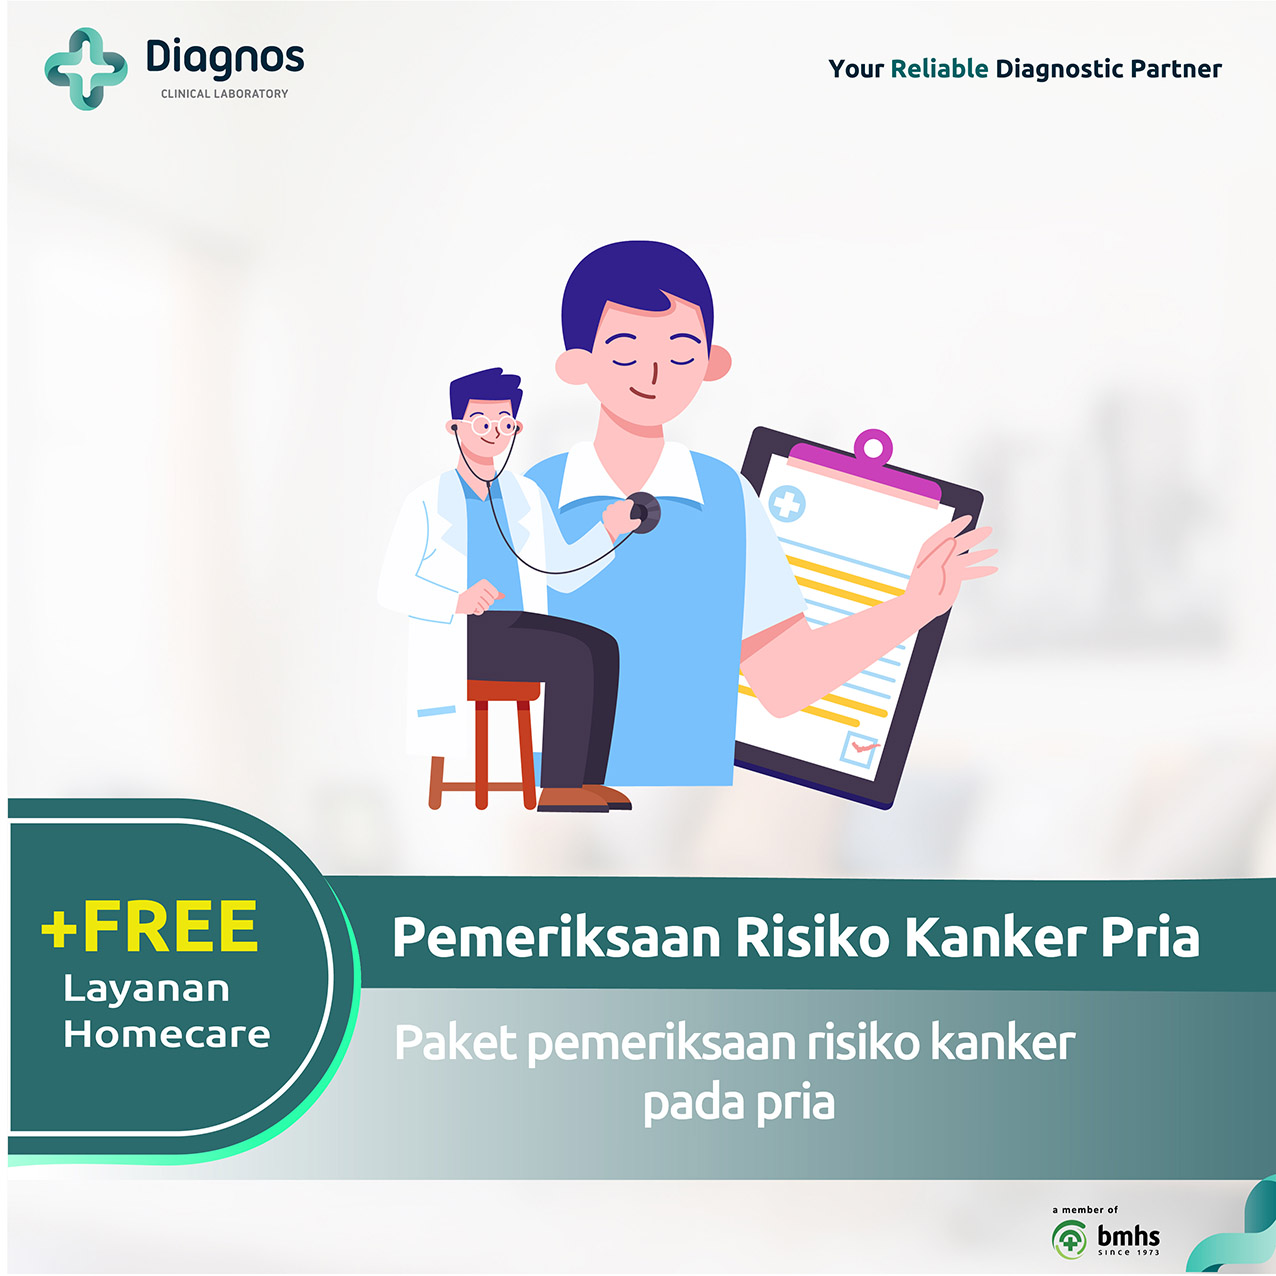 Diagnos
CLINICAL LABORATORY
Your Reliable Diagnostic Partner
+FREE
Layanan
Homecare
Pemeriksaan Risiko Kanker Pria
Paket pemeriksaan risiko kanker
pada pria
a member of
bmhs
since 1973